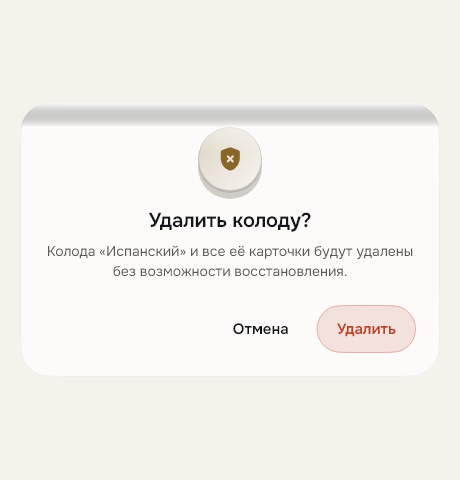 Удалить колоду?
Колода «Испанский» и все её карточки будут удалены
без возможности восстановления.
Отмена
Удалить